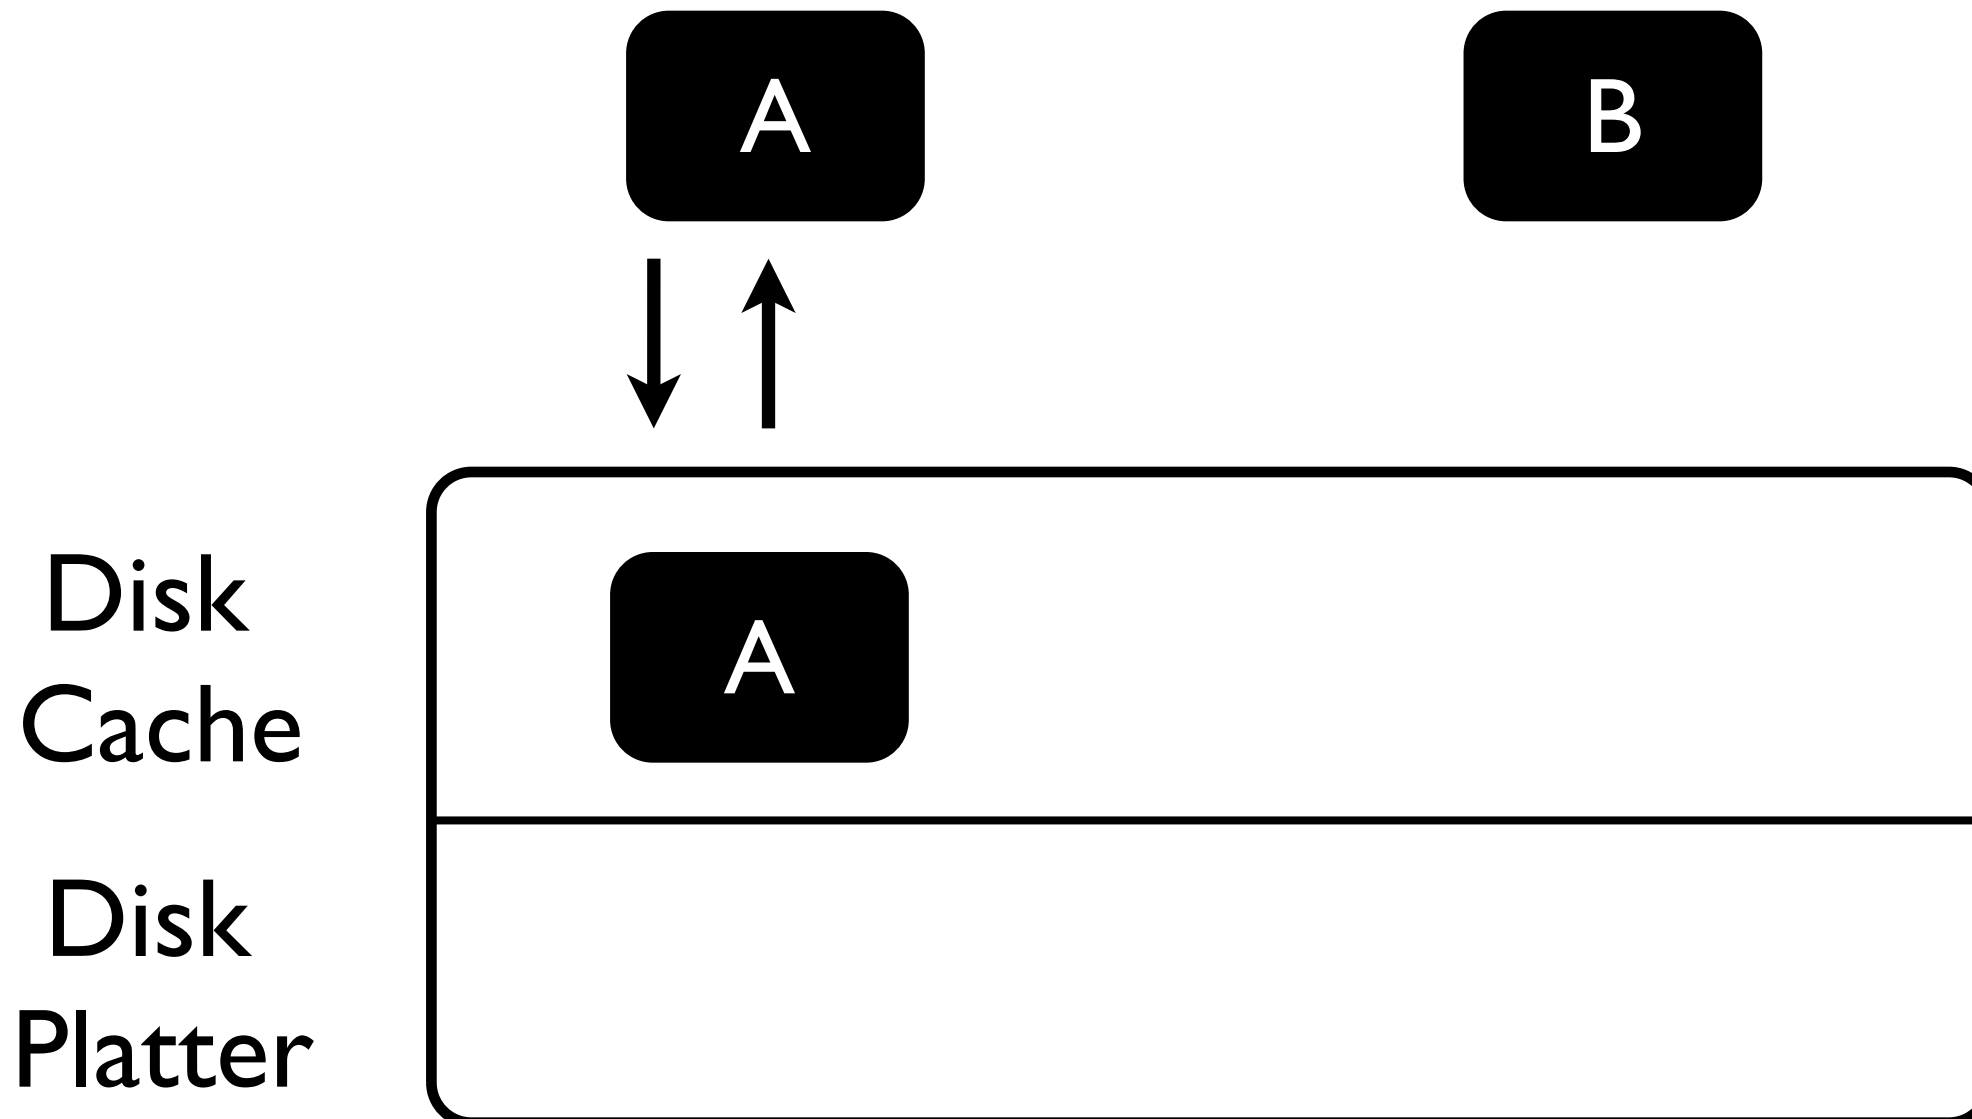 A
B
Disk
Cache
A
Disk
Platter